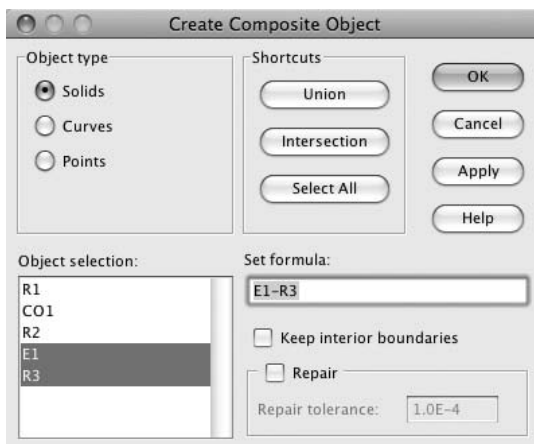 Create Composite Object
Object type
Solids
Curves
Points
Shortcuts
Union
Intersection
Select All
OK
Cancel
Apply
Help
Object selection:
R1
CO1
R2
E1
R3
Set formula:
E1-R3
Keep interior boundaries
Repair
Repair tolerance: 1.0E-4